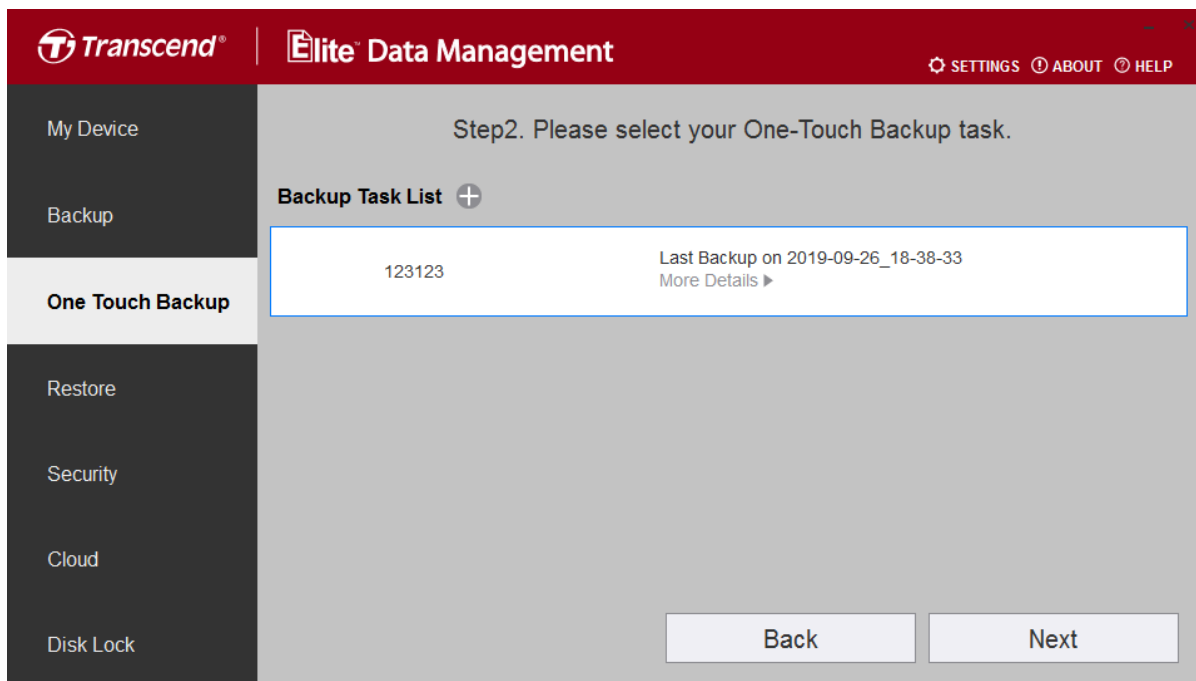 Transcend® Elite™ Data Management
SETTINGS ABOUT HELP
My Device
Backup
One Touch Backup
Restore
Security
Cloud
Disk Lock
Step2. Please select your One-Touch Backup task.
Backup Task List
123123
Last Backup on 2019-09-26_18-38-33
More Details
Back
Next